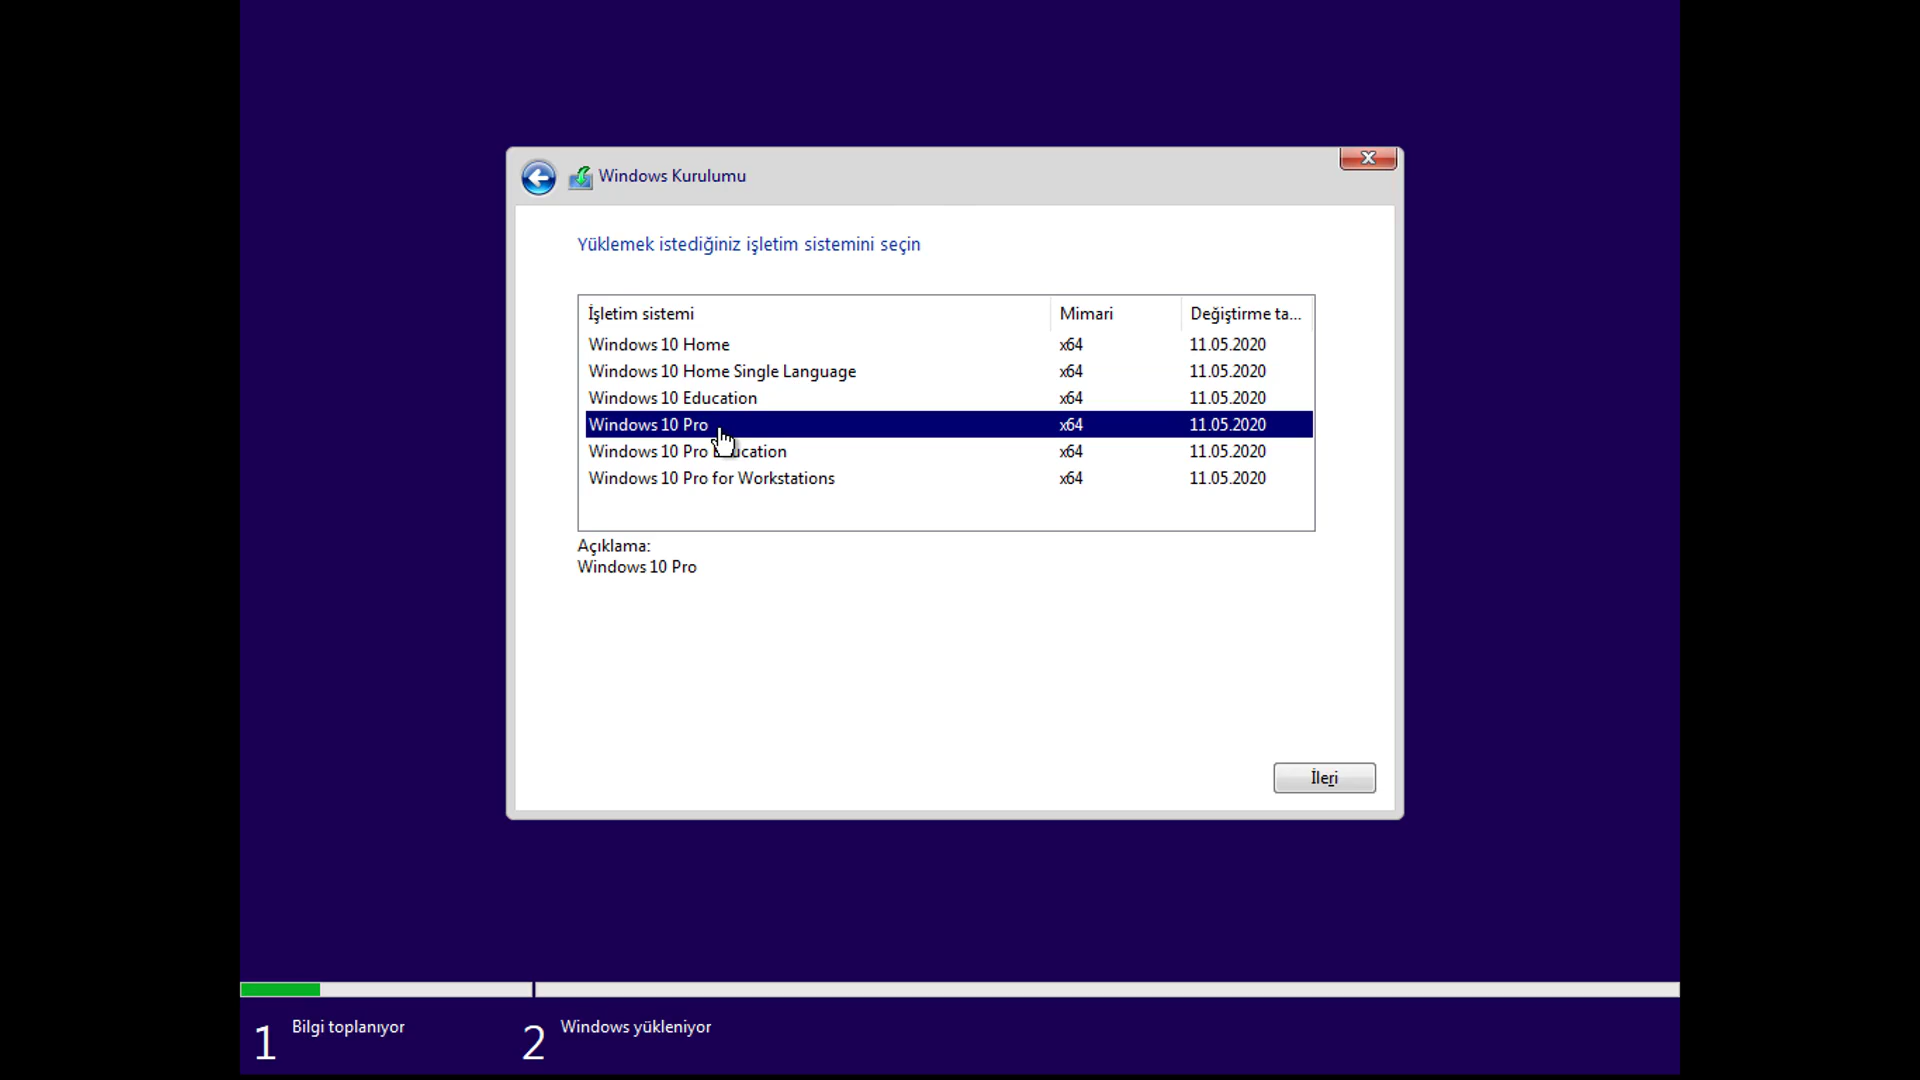 Windows Kurulumu
Yüklemek istediğiniz işletim sistemini seçin
İşletim sistemi Mimari Değiştirme ta...
Windows 10 Home x64 11.05.2020
Windows 10 Home Single Language x64 11.05.2020
Windows 10 Education x64 11.05.2020
Windows 10 Pro x64 11.05.2020
Windows 10 Pro Education x64 11.05.2020
Windows 10 Pro for Workstations x64 11.05.2020
Açıklama:
Windows 10 Pro
İleri
1 Bilgi toplanıyor
2 Windows yükleniyor